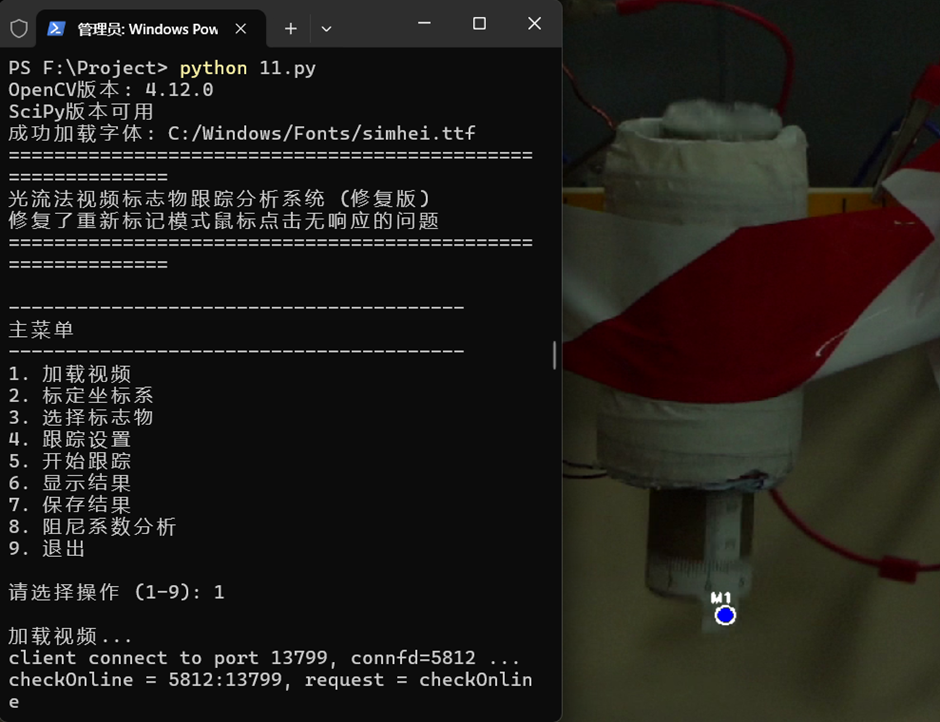 管理员: Windows Pow
PS F:\Project> python 11.py
OpenCV版本: 4.12.0
SciPy版本可用
成功加载字体: C:/Windows/Fonts/simhei.ttf
==============================================
==============
光流法视频标志物跟踪分析系统 (修复版)
修复了重新标记模式鼠标点击无响应的问题
==============================================
==============
----------------------------------------
主菜单
----------------------------------------
1. 加载视频
2. 标定坐标系
3. 选择标志物
4. 跟踪设置
5. 开始跟踪
6. 显示结果
7. 保存结果
8. 阻尼系数分析
9. 退出
请选择操作 (1-9): 1
加载视频...
client connect to port 13799, connfd=5812 ...
checkOnline = 5812:13799, request = checkOnlin
e
M1